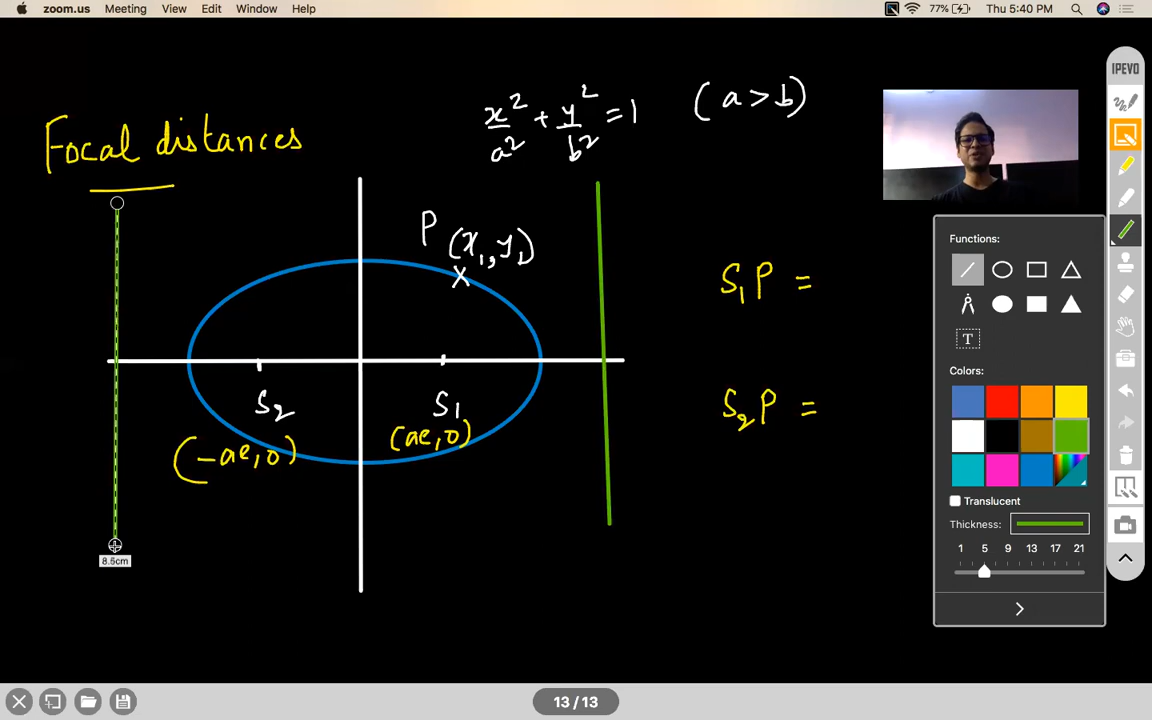 zoom.us Meeting View Edit Window Help 77% Thu 5:40 PM
x²/a² + y²/b² = 1 (a > b)
Focal distances
P (x₁, y₁)
S₁P =
S₂P =
S₂ S₁
(-ae, 0) (ae, 0)
8.6cm
IPEVO
Functions:
T
Colors:
Translucent
Thickness:
1 5 9 13 17 21
13 / 13